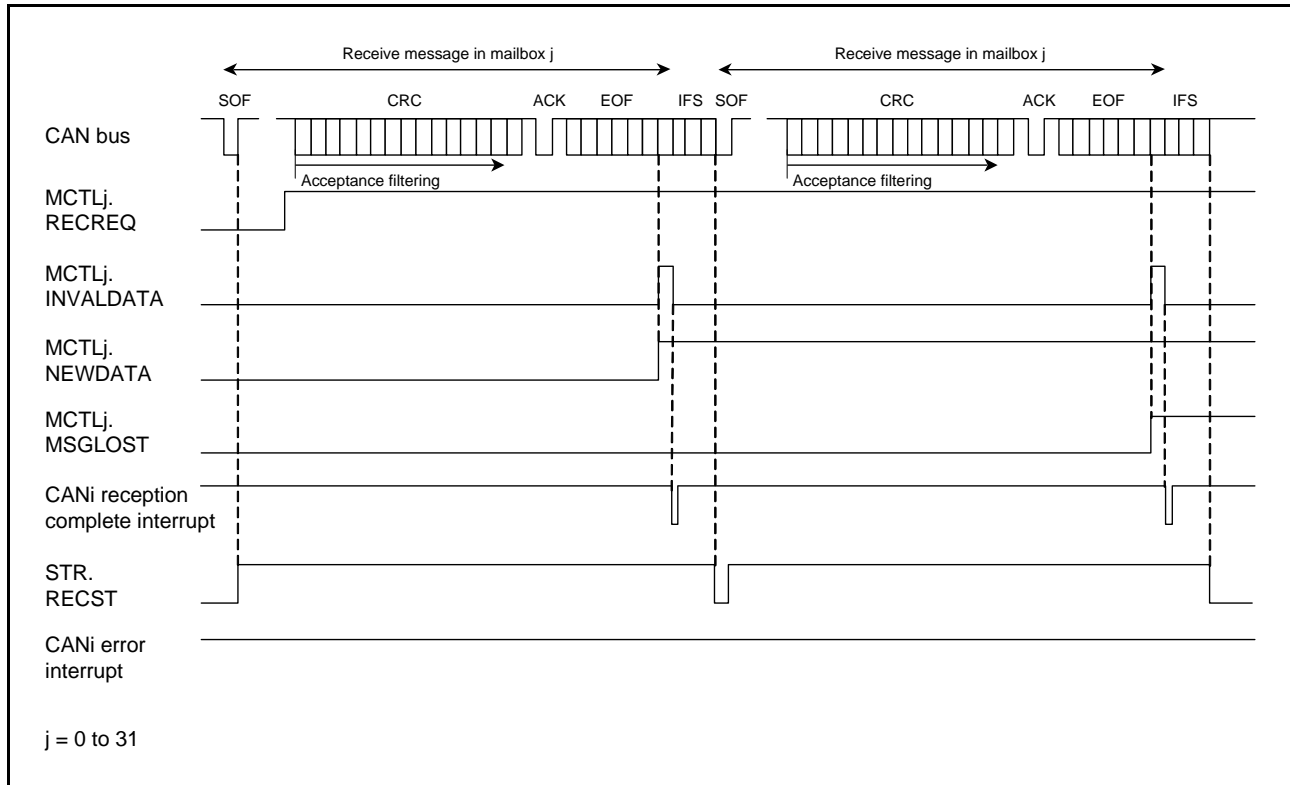 Receive message in mailbox j
Receive message in mailbox j
SOF
CRC
ACK
EOF
IFS
SOF
CRC
ACK
EOF
IFS
CAN bus
Acceptance filtering
Acceptance filtering
MCTLj.
RECREQ
MCTLj.
INVALDATA
MCTLj.
NEWDATA
MCTLj.
MSGLOST
CANi reception
complete interrupt
STR.
RECST
CANi error
interrupt
j = 0 to 31